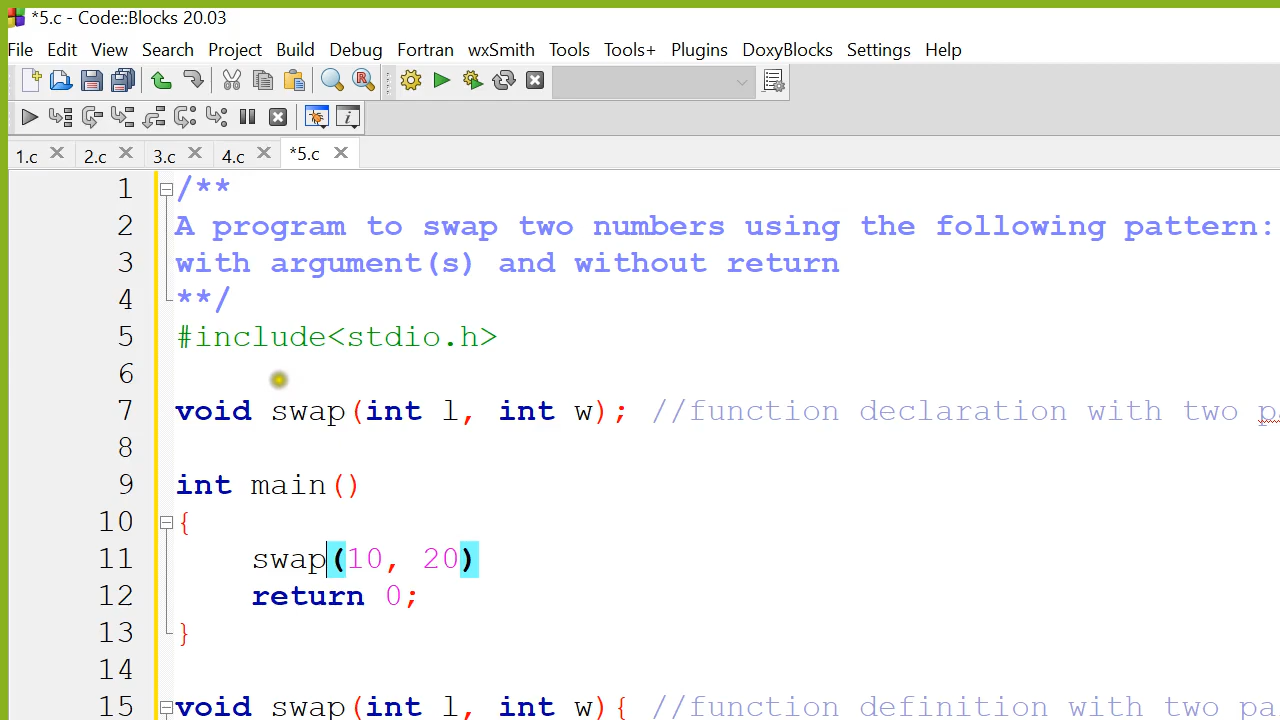 *5.c - Code::Blocks 20.03
File Edit View Search Project Build Debug Fortran wxSmith Tools Tools+ Plugins DoxyBlocks Settings Help
1.c 2.c 3.c 4.c *5.c
1 /**
2 A program to swap two numbers using the following pattern:
3 with argument(s) and without return
4 **/
5 #include<stdio.h>
6
7 void swap(int l, int w); //function declaration with two
8
9 int main()
10 {
11 swap(10, 20)
12 return 0;
13 }
14
15 void swap(int l, int w){ //function definition with two